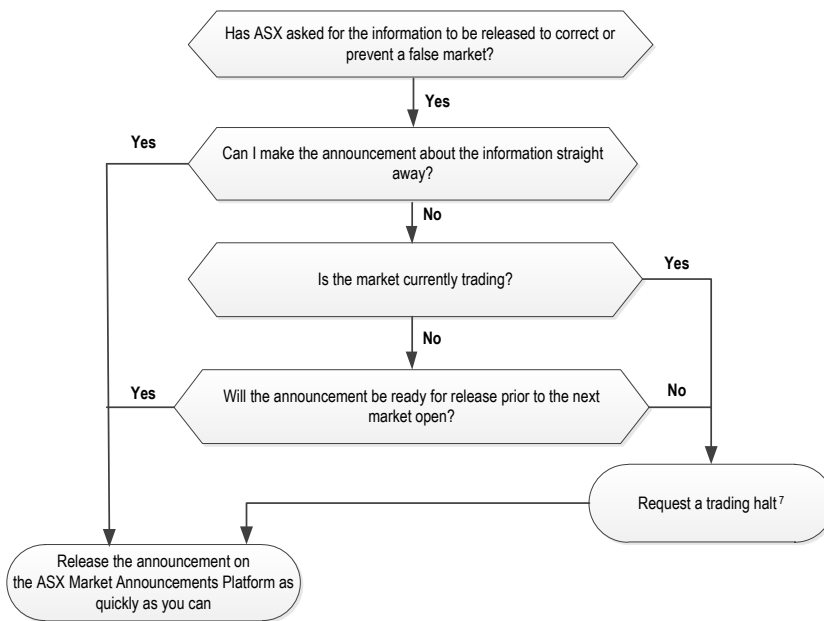 Has ASX asked for the information to be released to correct or
prevent a false market?
Yes
Yes
Can I make the announcement about the information straight
away?
No
Is the market currently trading?
Yes
No
Yes
Will the announcement be ready for release prior to the next
market open?
No
Request a trading halt 7
Release the announcement on
the ASX Market Announcements Platform as
quickly as you can